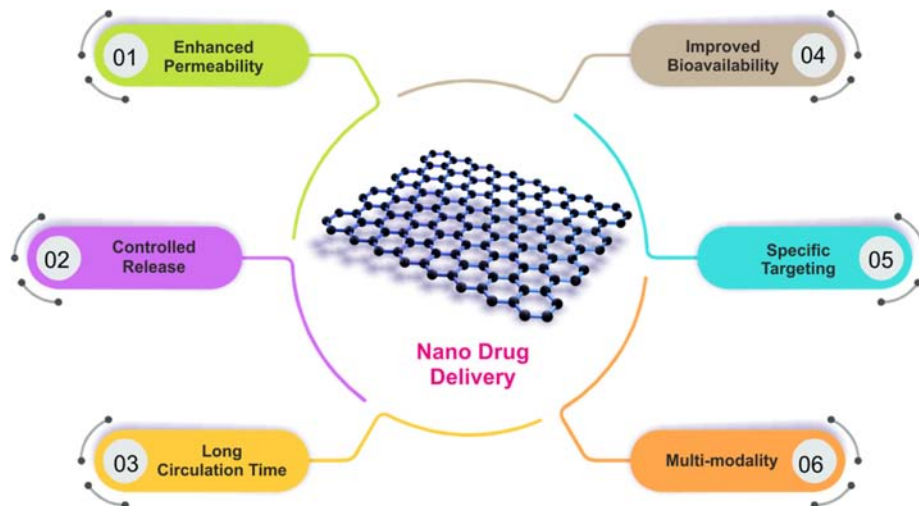 01
Enhanced
Permeability
02
Controlled
Release
03
Long
Circulation Time
Improved
Bioavailability
04
Specific
Targeting
05
Multi-modality
06
Nano Drug
Delivery